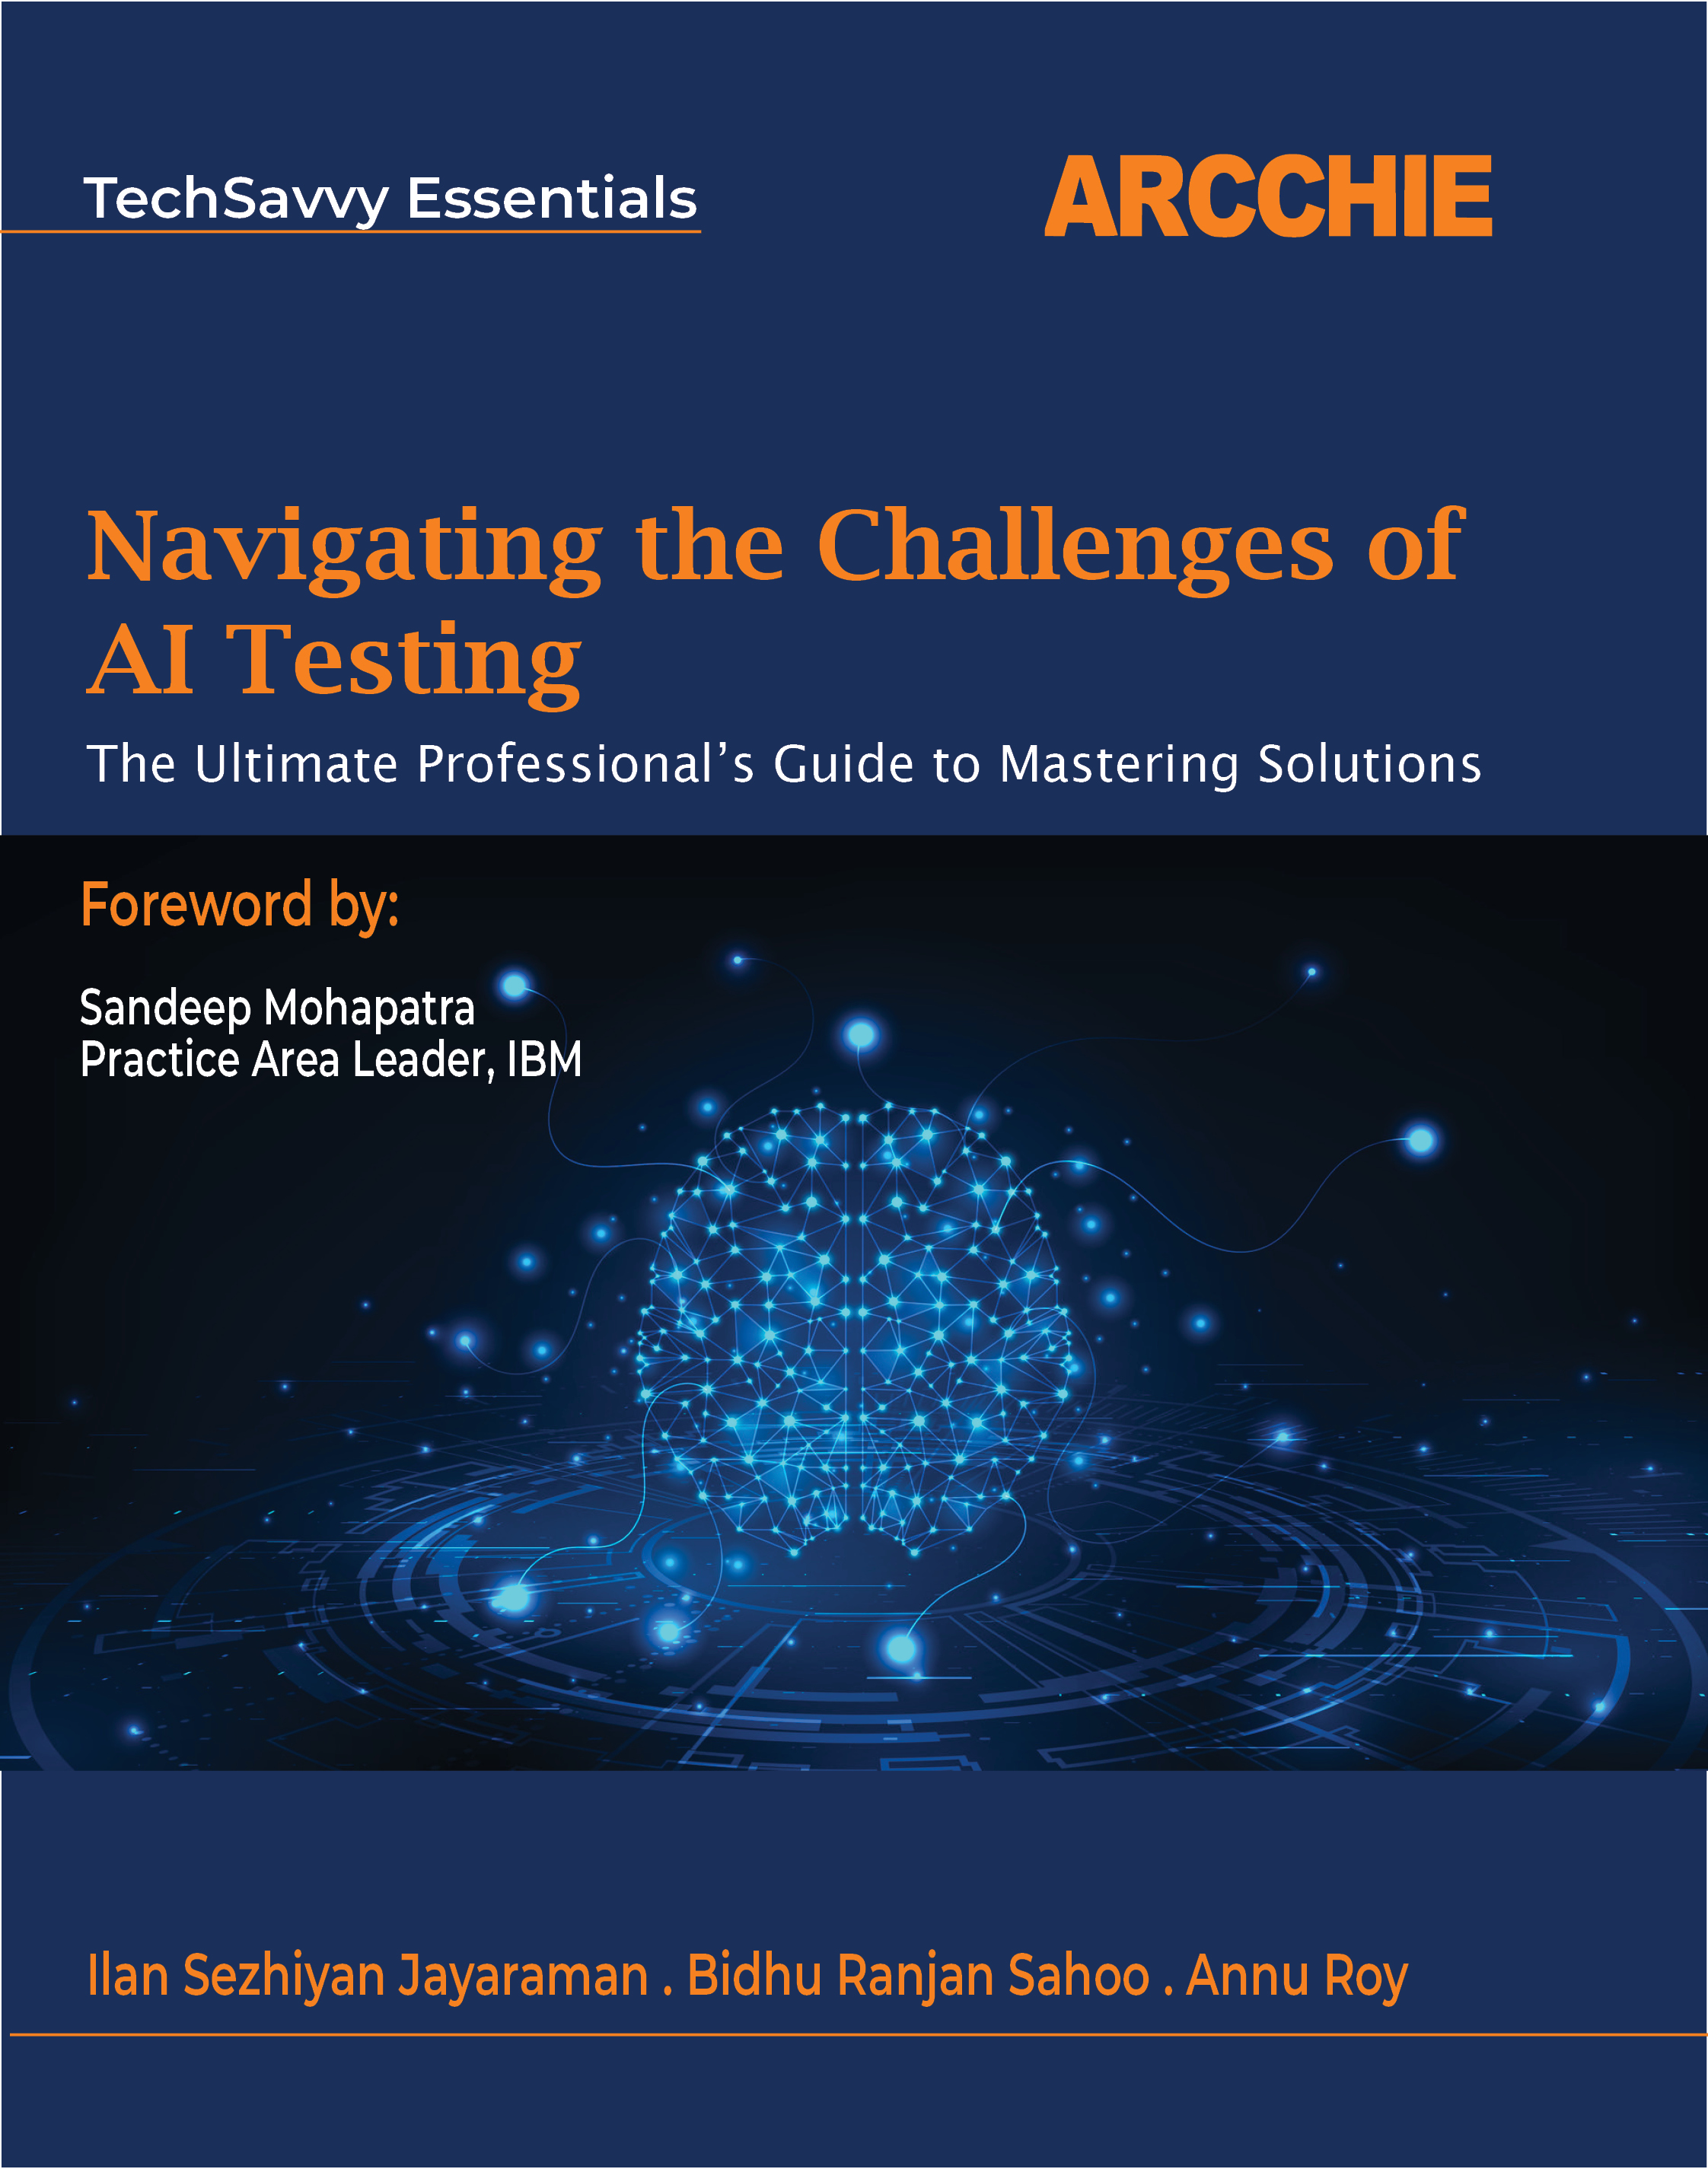 TechSavvy Essentials
ARCCHIE
Navigating the Challenges of
AI Testing
The Ultimate Professional’s Guide to Mastering Solutions
Foreword by:
Sandeep Mohapatra
Practice Area Leader, IBM
Ilan Sezhiyan Jayaraman . Bidhu Ranjan Sahoo . Annu Roy